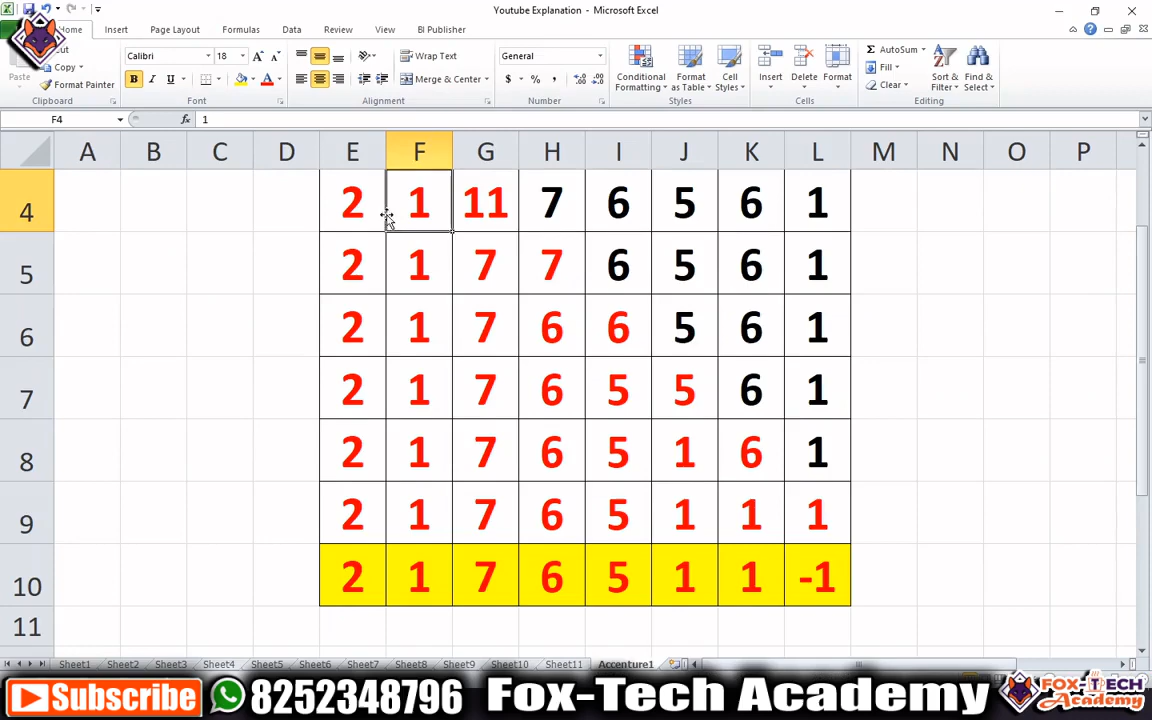 Youtube Explanation - Microsoft Excel
Home Insert Page Layout Formulas Data Review View BI Publisher
Cut
Copy
Format Painter
Paste
Clipboard
Calibri 18
B I U
Font
Wrap Text
Merge & Center
Alignment
General
$ % ,
Number
Conditional Formatting
Format as Table
Cell Styles
Styles
Insert
Delete
Format
Cells
Σ AutoSum
Fill
Clear
Sort & Filter
Find & Select
Editing
F4 fx 1
A B C D E F G H I J K L M N O P
4 2 1 11 7 6 5 6 1
5 2 1 7 7 6 5 6 1
6 2 1 7 6 6 5 6 1
7 2 1 7 6 5 5 6 1
8 2 1 7 6 5 1 6 1
9 2 1 7 6 5 1 1 1
10 2 1 7 6 5 1 1 -1
11
Sheet1 Sheet2 Sheet3 Sheet4 Sheet5 Sheet6 Sheet7 Sheet8 Sheet9 Sheet10 Sheet11 Accenture1
Subscribe 8252348796 Fox-Tech Academy
FOX-TECH
Academy